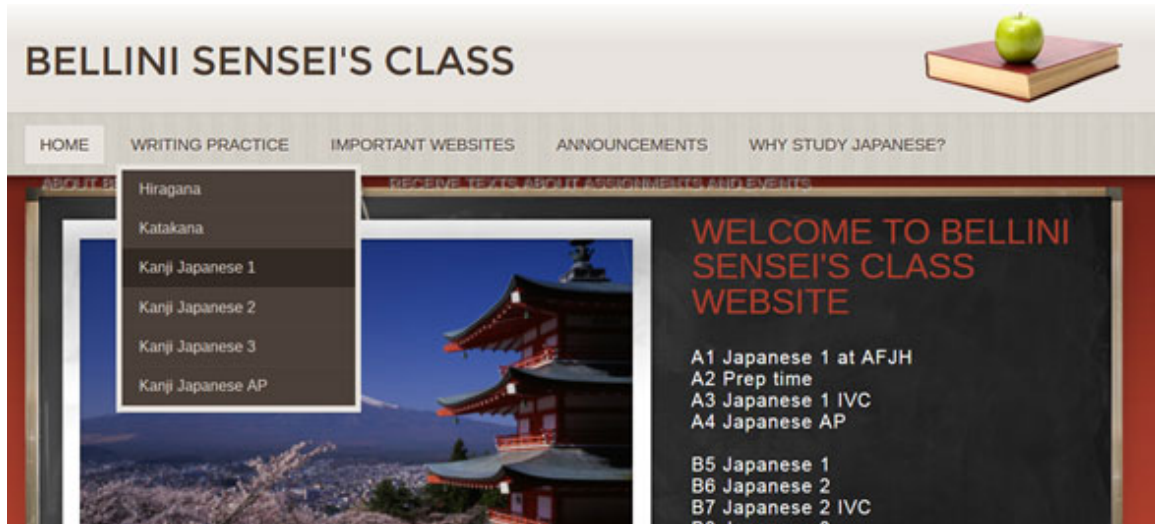 BELLINI SENSEI'S CLASS
HOME WRITING PRACTICE IMPORTANT WEBSITES ANNOUNCEMENTS WHY STUDY JAPANESE?
ABOUT RECEIVE TEXTS ABOUT ASSIGNMENTS AND EVENTS
Hiragana
Katakana
Kanji Japanese 1
Kanji Japanese 2
Kanji Japanese 3
Kanji Japanese AP
WELCOME TO BELLINI
SENSEI'S CLASS
WEBSITE
A1 Japanese 1 at AFJH
A2 Prep time
A3 Japanese 1 IVC
A4 Japanese AP
B5 Japanese 1
B6 Japanese 2
B7 Japanese 2 IVC